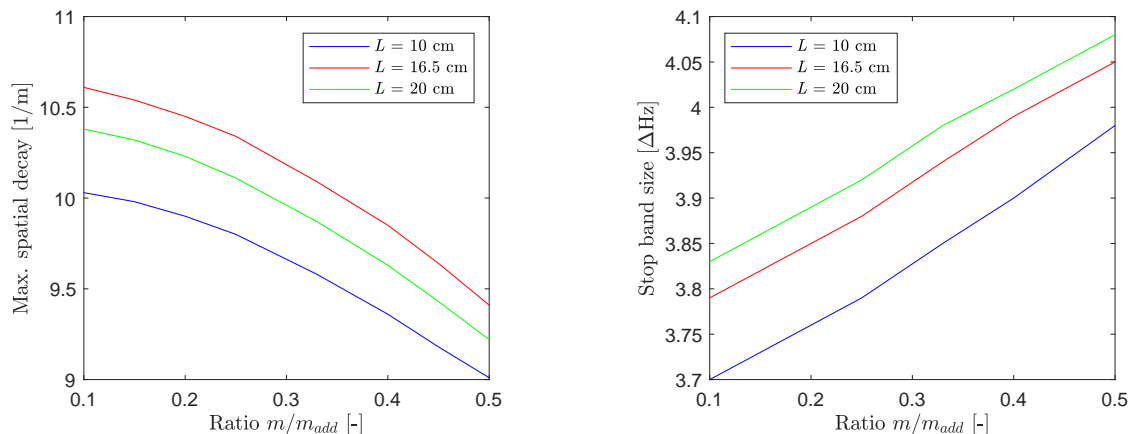 Max. spatial decay [1/m]
11
10.5
10
9.5
9
0.1
0.2
0.3
0.4
0.5
Ratio m/m_add [-]
L = 10 cm
L = 16.5 cm
L = 20 cm
Stop band size [ΔHz]
4.1
4.05
4
3.95
3.9
3.85
3.8
3.75
3.7
0.1
0.2
0.3
0.4
0.5
Ratio m/m_add [-]
L = 10 cm
L = 16.5 cm
L = 20 cm